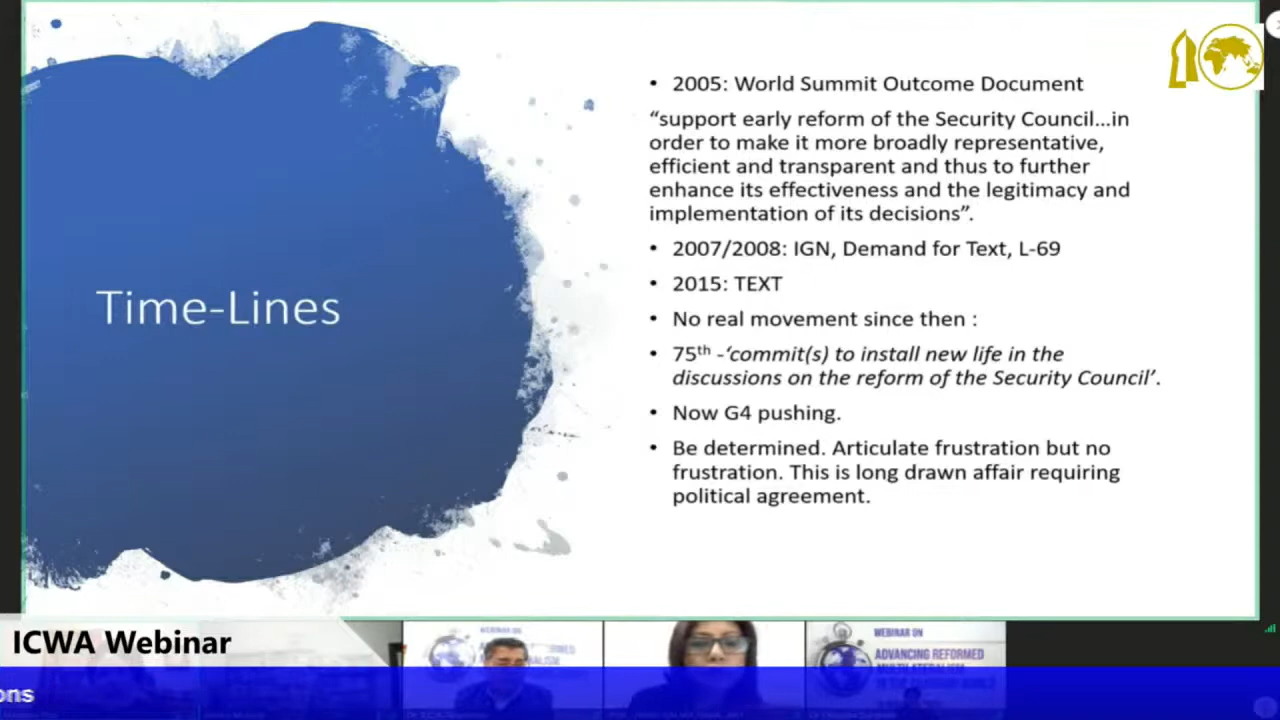 Time-Lines
• 2005: World Summit Outcome Document
“support early reform of the Security Council...in
order to make it more broadly representative,
efficient and transparent and thus to further
enhance its effectiveness and the legitimacy and
implementation of its decisions”.
• 2007/2008: IGN, Demand for Text, L-69
• 2015: TEXT
• No real movement since then :
• 75th -‘commit(s) to install new life in the
discussions on the reform of the Security Council’.
• Now G4 pushing.
• Be determined. Articulate frustration but no
frustration. This is long drawn affair requiring
political agreement.
ICWA Webinar
WEBINAR ON
WEBINAR ON
ADVANCING REFORMED
MULTILATERALISM
ons